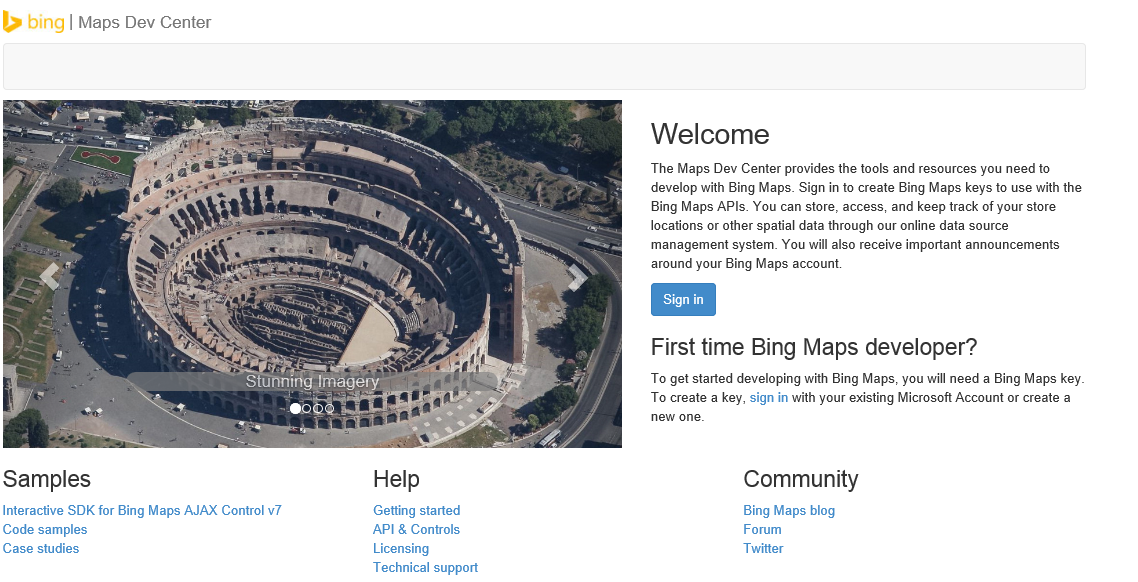 bing | Maps Dev Center
Welcome
The Maps Dev Center provides the tools and resources you need to
develop with Bing Maps. Sign in to create Bing Maps keys to use with the
Bing Maps APIs. You can store, access, and keep track of your store
locations or other spatial data through our online data source
management system. You will also receive important announcements
around your Bing Maps account.
Sign in
Stunning Imagery
First time Bing Maps developer?
To get started developing with Bing Maps, you will need a Bing Maps key.
To create a key, sign in with your existing Microsoft Account or create a
new one.
Samples
Interactive SDK for Bing Maps AJAX Control v7
Code samples
Case studies
Help
Getting started
API & Controls
Licensing
Technical support
Community
Bing Maps blog
Forum
Twitter